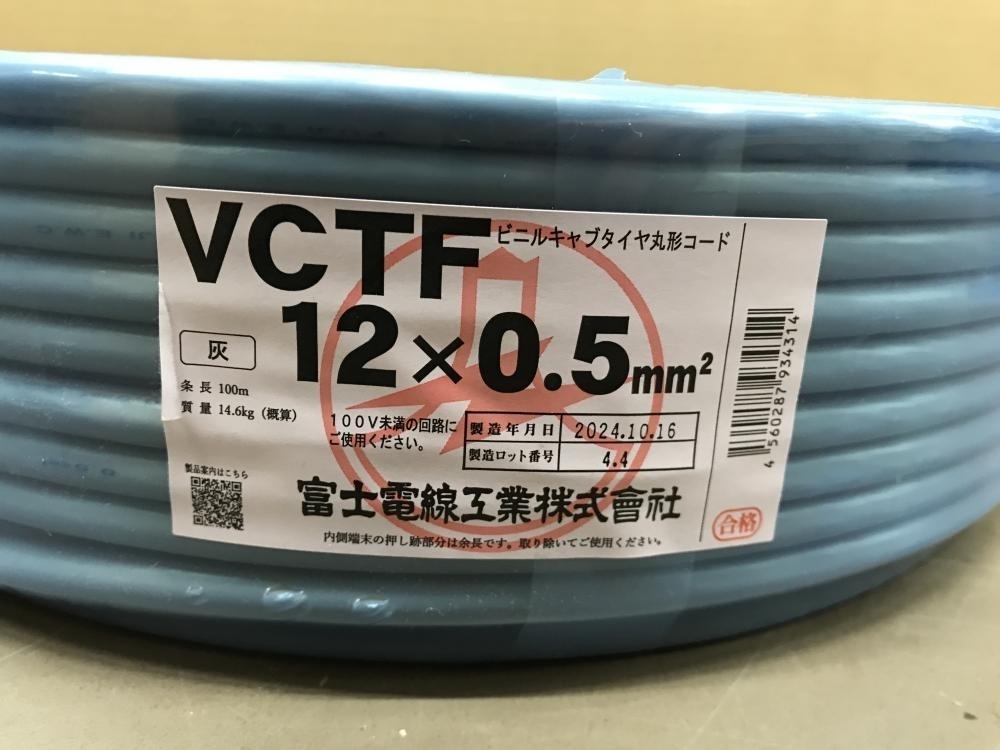 VCTF
ビニルキャブタイヤ丸形コード
12×0.5mm²
灰
条長 100m
質量 14.6kg (概算)
100V未満の回路に
ご使用ください。
製造年月日 2024.10.16
製造ロット番号 4.4
製品案内はこちら
富士電線工業株式會社
内側端末の押し跡部分は余長です。取り除いてご使用ください。
4560287934314
合格